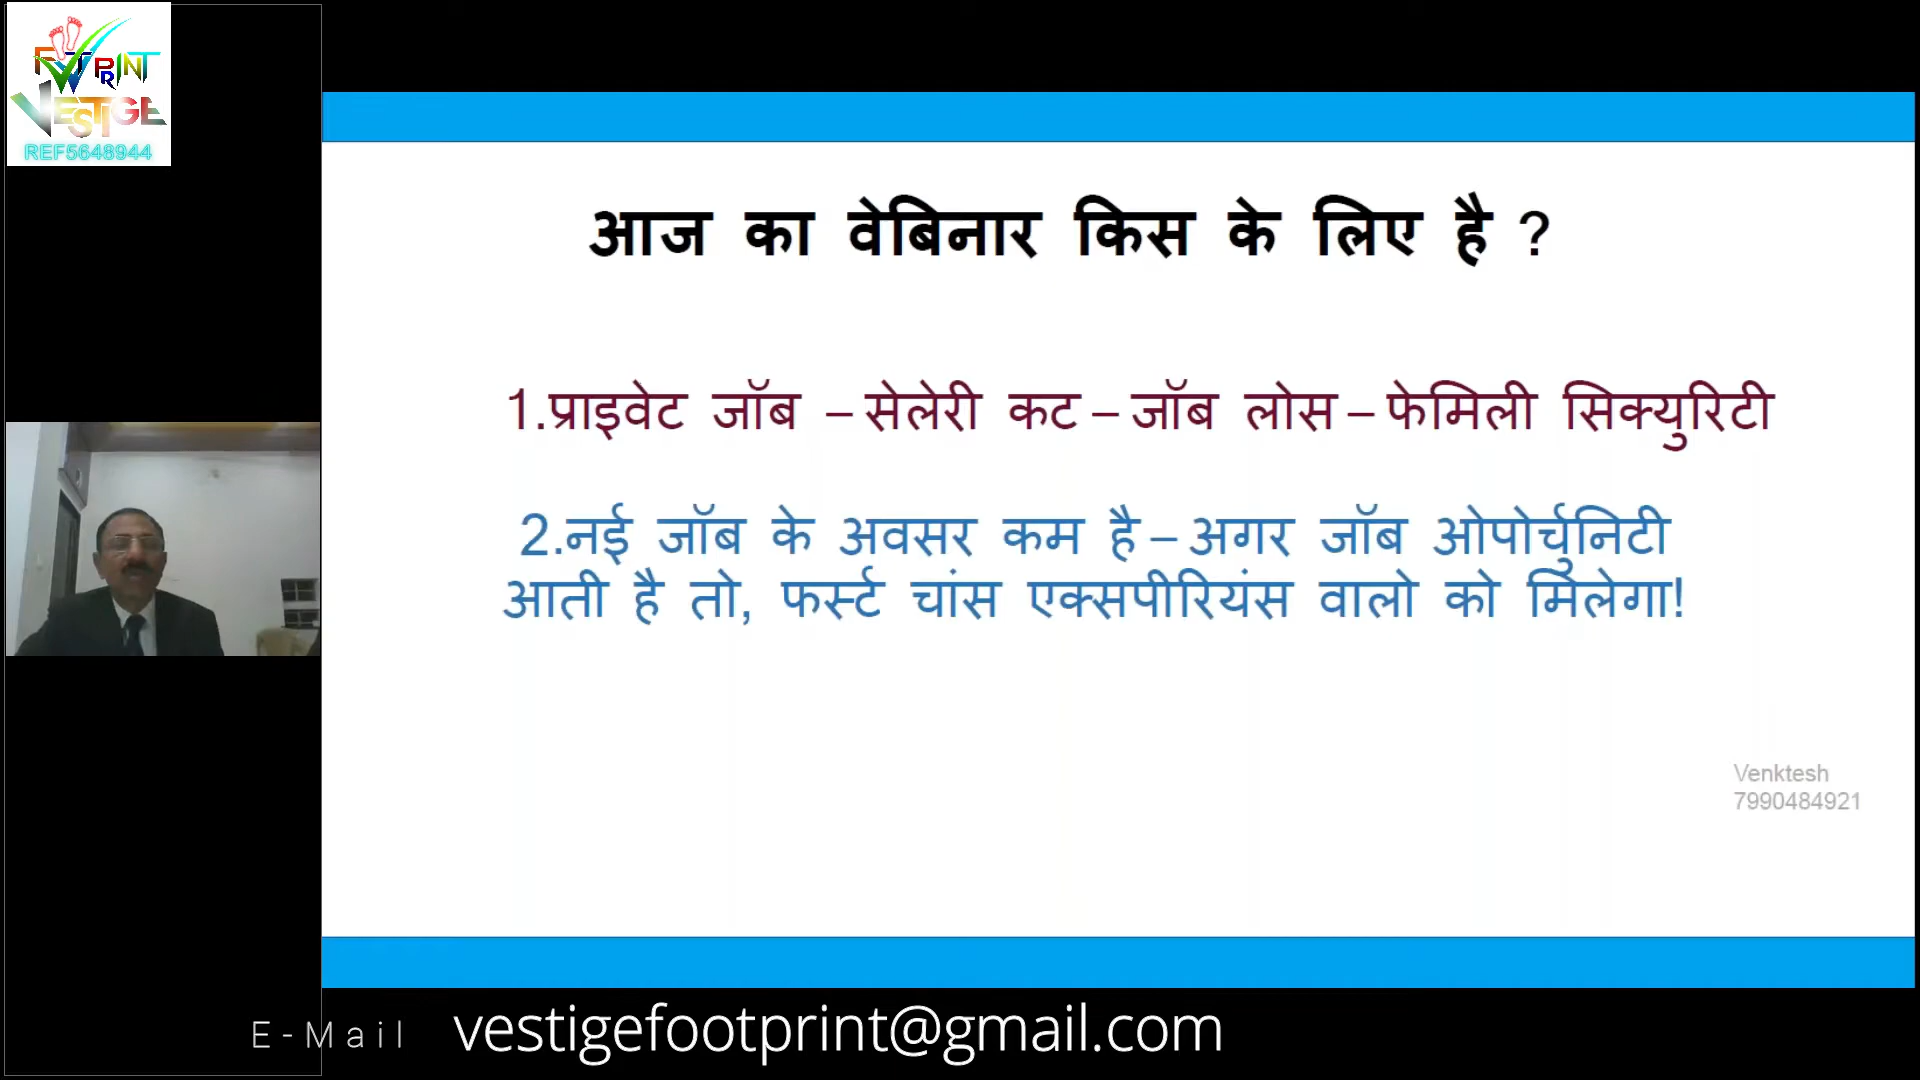 FOOTPRINT
VESTIGE
REF5648944
आज का वेबिनार किस के लिए है ?
1.प्राइवेट जॉब – सेलेरी कट – जॉब लोस – फेमिली सिक्युरिटी
2.नई जॉब के अवसर कम है – अगर जॉब ओपोर्चुनिटी
आती है तो, फर्स्ट चांस एक्सपीरियंस वालो को मिलेगा!
Venktesh
7990484921
E-Mail vestigefootprint@gmail.com